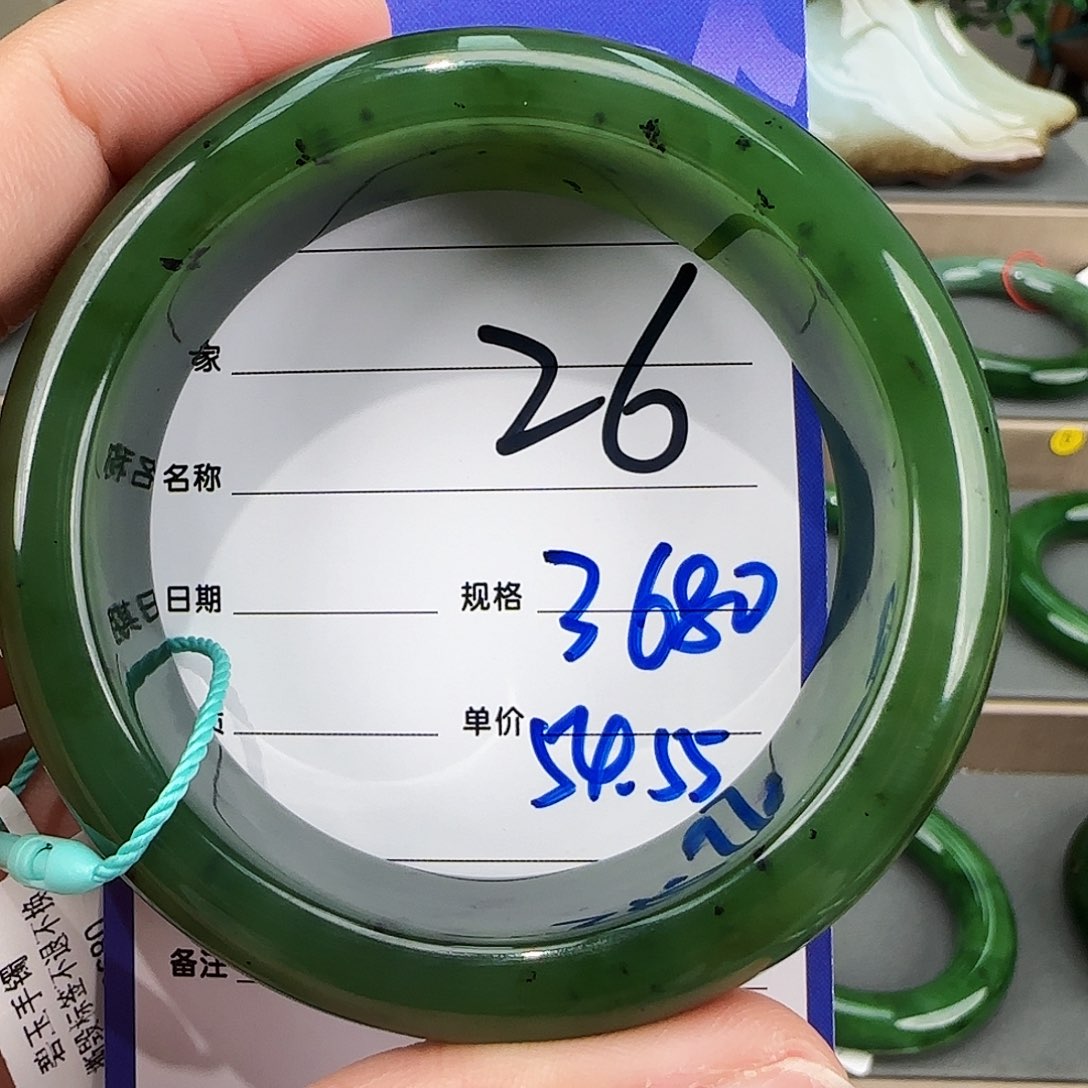 26
家
名称
日期
规格 3680
单价 54.55
备注
碧玉手镯